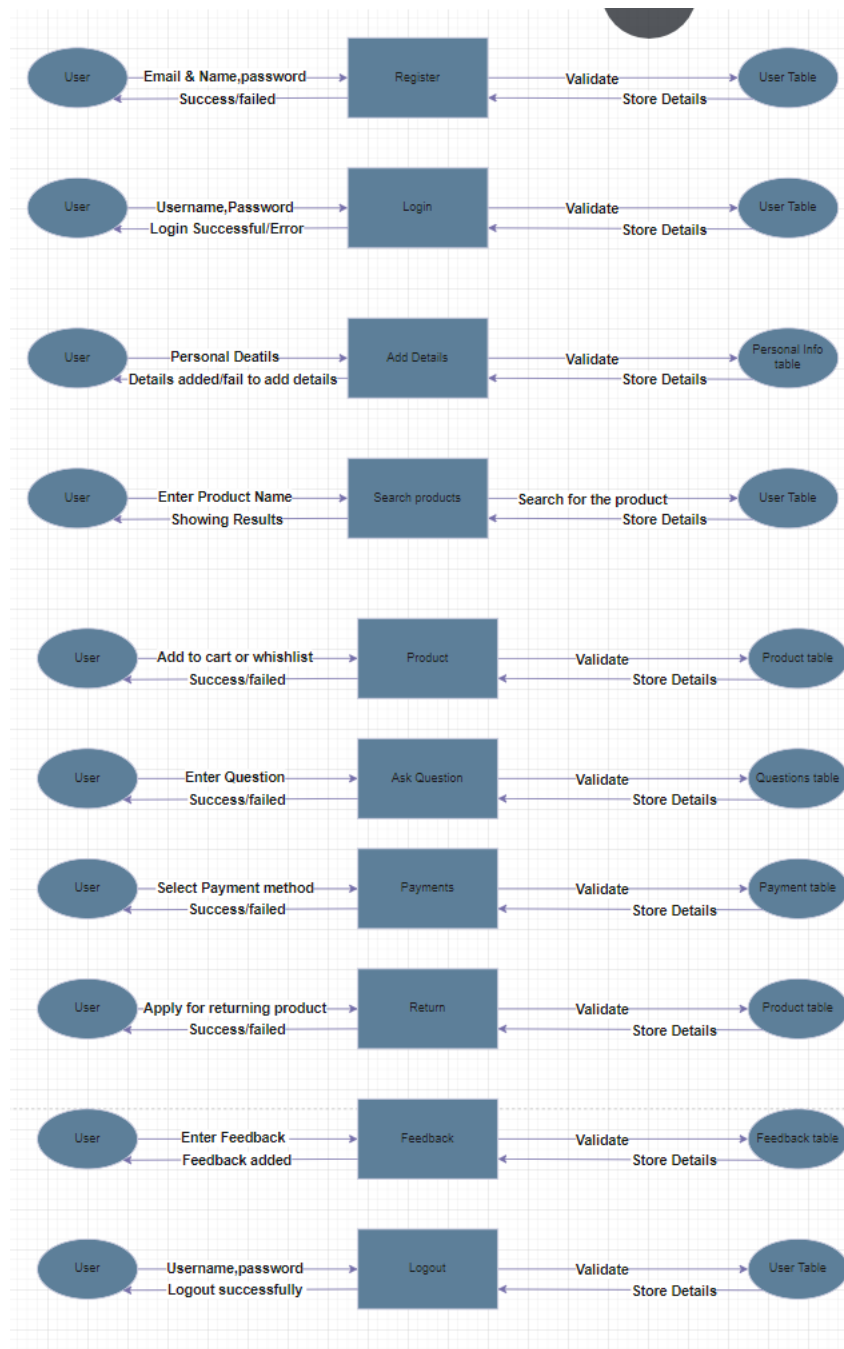 User
Email & Name,password
Success/failed
Register
Validate
Store Details
User Table
User
Username,Password
Login Successful/Error
Login
Validate
Store Details
User Table
User
Personal Deatils
Details added/fail to add details
Add Details
Validate
Store Details
Personal Info
table
User
Enter Product Name
Showing Results
Search products
Search for the product
Store Details
User Table
User
Add to cart or whishlist
Success/failed
Product
Validate
Store Details
Product table
User
Enter Question
Success/failed
Ask Question
Validate
Store Details
Questions table
User
Select Payment method
Success/failed
Payments
Validate
Store Details
Payment table
User
Apply for returning product
Success/failed
Return
Validate
Store Details
Product table
User
Enter Feedback
Feedback added
Feedback
Validate
Store Details
Feedback table
User
Username,password
Logout successfully
Logout
Validate
Store Details
User Table